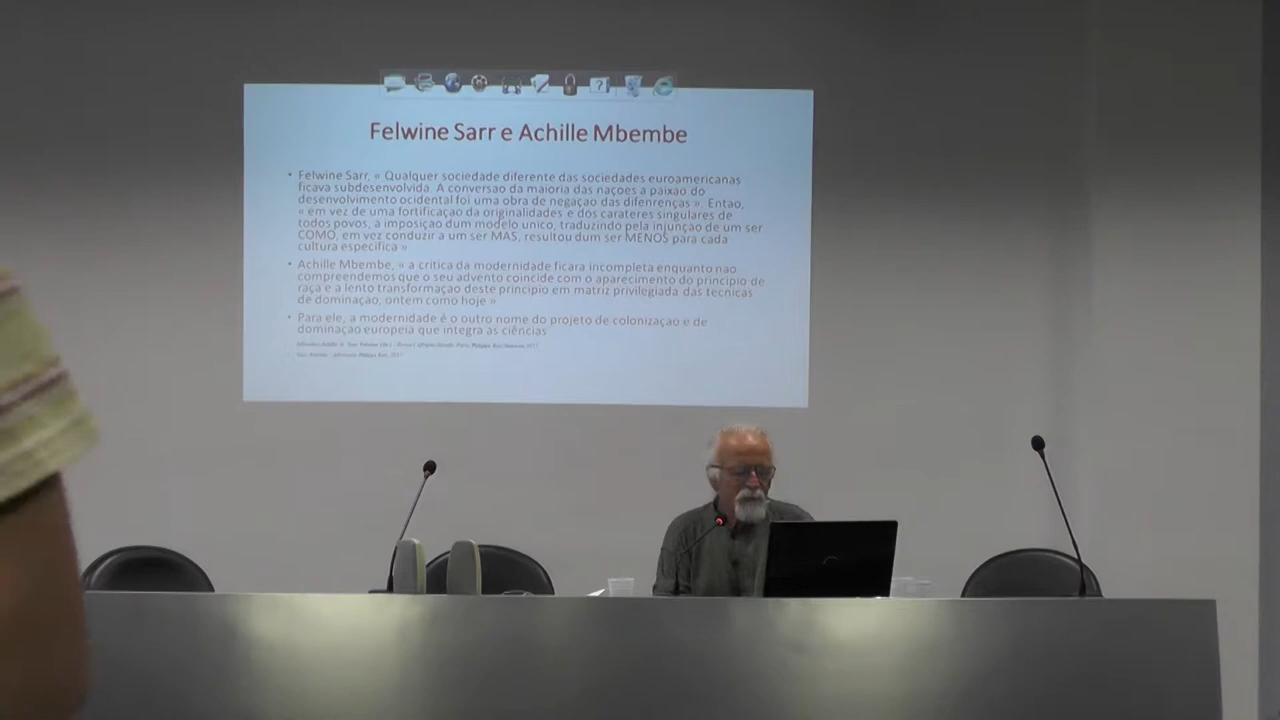 Felwine Sarr e Achille Mbembe
• Felwine Sarr, « Qualquer sociedade diferente das sociedades euroamericanas
ficava subdesenvolvida. A conversao da maioria das naçoes a paixao do
desenvolvimento ocidental foi uma obra de negaçao das difenrenças ». Entao,
« em vez de uma fortificaçao da originalidades e dos carateres singulares de
todos povos, a imposiçao dum modelo unico, traduzindo pela injunçao de um ser
COMO, em vez conduzir a um ser MAS, resultou dum ser MENOS para cada
cultura especifica »
• Achille Mbembe, « a critica da modernidade ficara incompleta enquanto nao
compreendemos que o seu advento coincide com o aparecimento do principio de
raça e a lento transformaçao deste principio em matriz privilegiada das tecnicas
de dominaçao, ontem como hoje »
• Para ele, a modernidade é o outro nome do projeto de colonizaçao e de
dominaçao europeia que integra as ciências